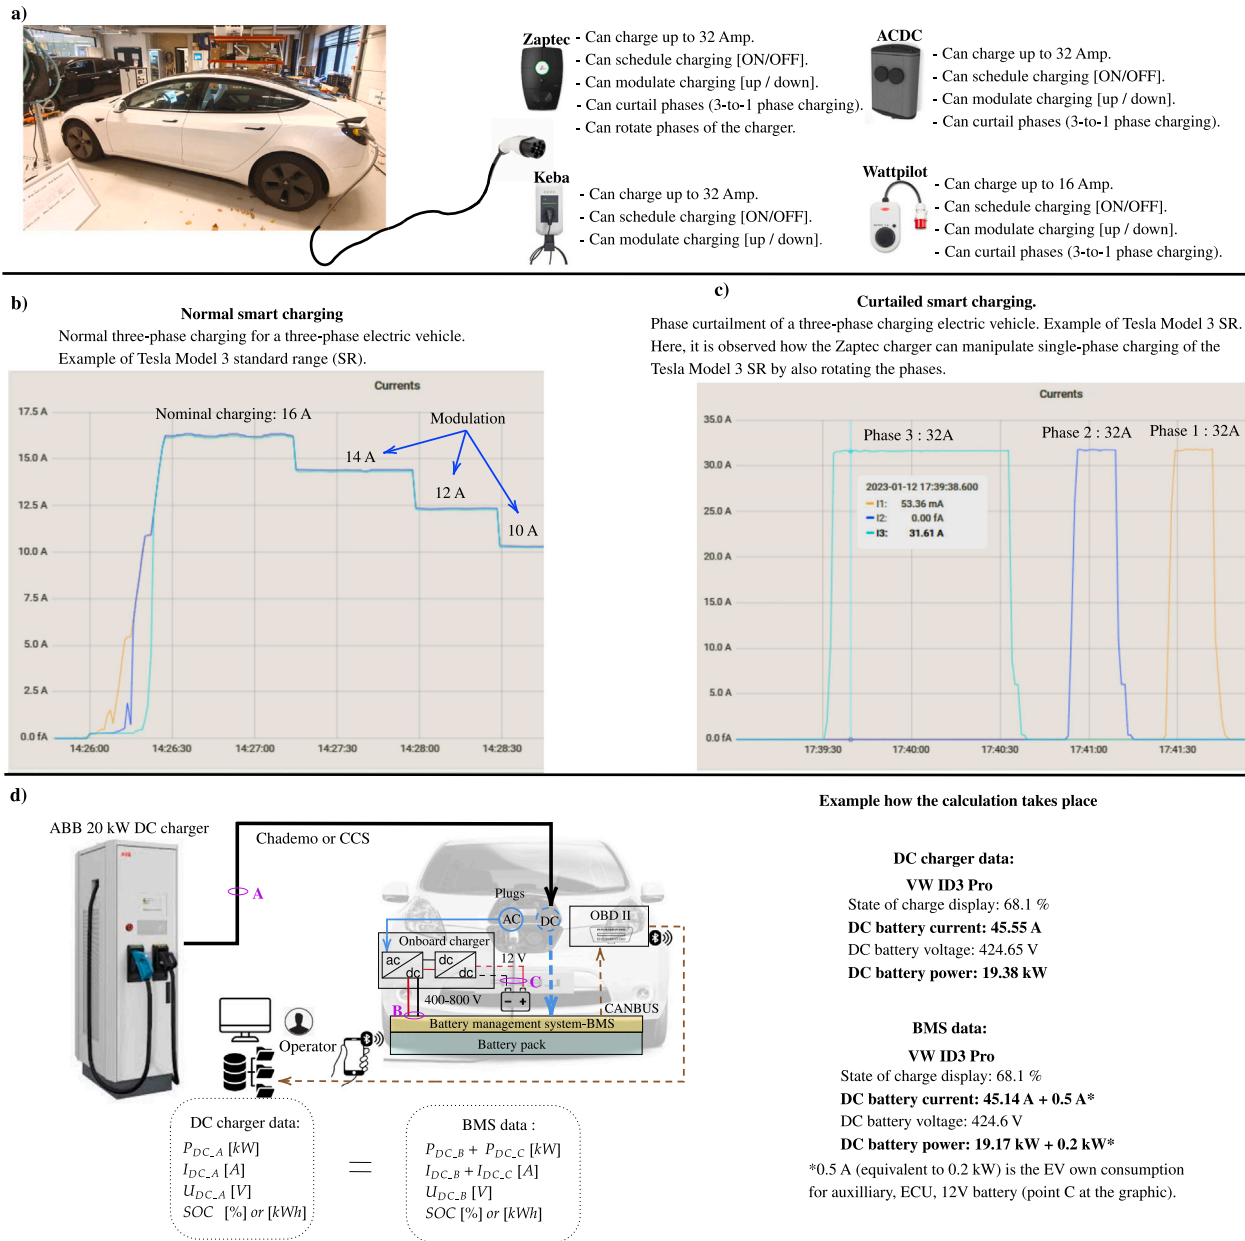 a)
Zaptec
- Can charge up to 32 Amp.
- Can schedule charging [ON/OFF].
- Can modulate charging [up / down].
- Can curtail phases (3-to-1 phase charging).
- Can rotate phases of the charger.
ACDC
- Can charge up to 32 Amp.
- Can schedule charging [ON/OFF].
- Can modulate charging [up / down].
- Can curtail phases (3-to-1 phase charging).
Keba
- Can charge up to 32 Amp.
- Can schedule charging [ON/OFF].
- Can modulate charging [up / down].
Wattpilot
- Can charge up to 16 Amp.
- Can schedule charging [ON/OFF].
- Can modulate charging [up / down].
- Can curtail phases (3-to-1 phase charging).
b)
Normal smart charging
Normal three-phase charging for a three-phase electric vehicle.
Example of Tesla Model 3 standard range (SR).
Currents
17.5 A
15.0 A
12.5 A
10.0 A
7.5 A
5.0 A
2.5 A
0.0 fA
Nominal charging: 16 A
Modulation
14 A
12 A
10 A
14:26:00
14:26:30
14:27:00
14:27:30
14:28:00
14:28:30
c)
Curtailed smart charging.
Phase curtailment of a three-phase charging electric vehicle. Example of Tesla Model 3 SR.
Here, it is observed how the Zaptec charger can manipulate single-phase charging of the
Tesla Model 3 SR by also rotating the phases.
Currents
35.0 A
30.0 A
25.0 A
20.0 A
15.0 A
10.0 A
5.0 A
0.0 fA
Phase 3 : 32A
Phase 2 : 32A
Phase 1 : 32A
2023-01-12 17:39:38.600
I1: 53.36 mA
I2: 0.00 fA
I3: 31.61 A
17:39:30
17:40:00
17:40:30
17:41:00
17:41:30
d)
ABB 20 kW DC charger
Chademo or CCS
A
Plugs
AC
DC
OBD II
Onboard charger
ac
dc
dc
dc
12 V
C
400-800 V
B
CANBUS
Battery management system-BMS
Battery pack
Operator
DC charger data:
P_DC_A [kW]
I_DC_A [A]
U_DC_A [V]
SOC [%] or [kWh]
=
BMS data :
P_DC_B + P_DC_C [kW]
I_DC_B + I_DC_C [A]
U_DC_B [V]
SOC [%] or [kWh]
Example how the calculation takes place
DC charger data:
VW ID3 Pro
State of charge display: 68.1 %
DC battery current: 45.55 A
DC battery voltage: 424.65 V
DC battery power: 19.38 kW
BMS data:
VW ID3 Pro
State of charge display: 68.1 %
DC battery current: 45.14 A + 0.5 A*
DC battery voltage: 424.6 V
DC battery power: 19.17 kW + 0.2 kW*
*0.5 A (equivalent to 0.2 kW) is the EV own consumption
for auxilliary, ECU, 12V battery (point C at the graphic).